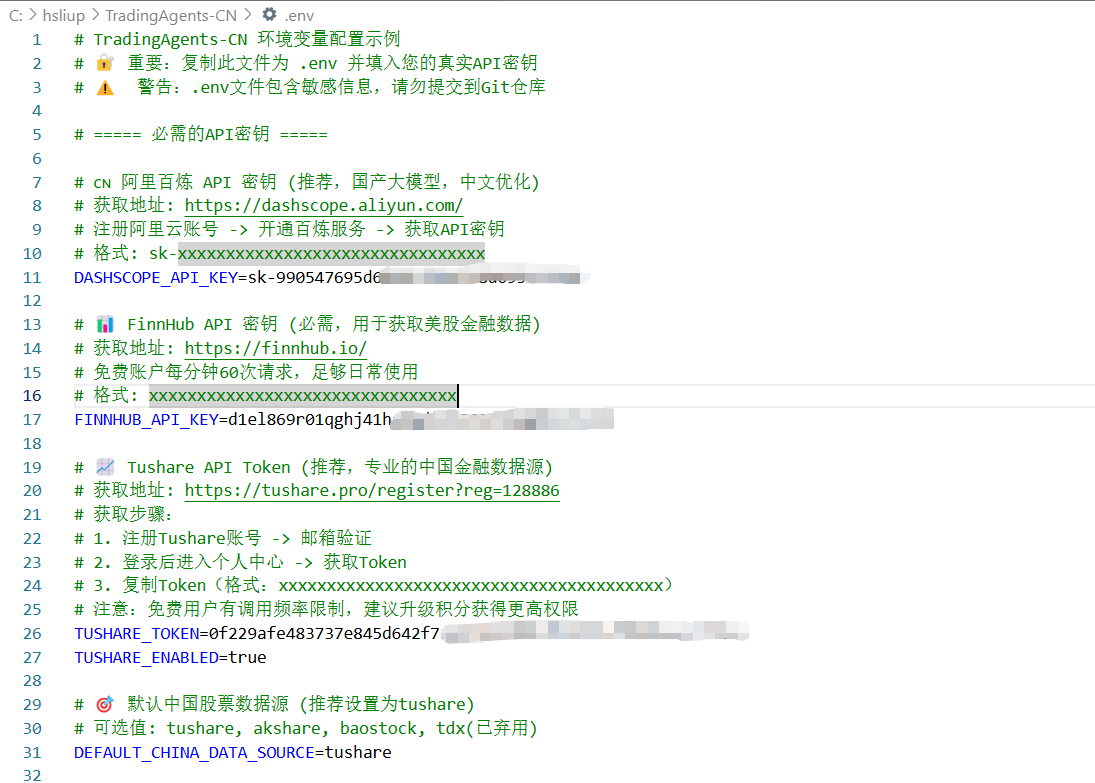 C: > hsliup > TradingAgents-CN > .env
1 # TradingAgents-CN 环境变量配置示例
2 # 🔐 重要：复制此文件为 .env 并填入您的真实API密钥
3 # ⚠️ 警告：.env文件包含敏感信息，请勿提交到Git仓库
4
5 # ===== 必需的API密钥 =====
6
7 # CN 阿里百炼 API 密钥 (推荐，国产大模型，中文优化)
8 # 获取地址: https://dashscope.aliyun.com/
9 # 注册阿里云账号 -> 开通百炼服务 -> 获取API密钥
10 # 格式: sk-xxxxxxxxxxxxxxxxxxxxxxxxxxxxxxxx
11 DASHSCOPE_API_KEY=sk-990547695d6
12
13 # 📊 FinnHub API 密钥 (必需，用于获取美股金融数据)
14 # 获取地址: https://finnhub.io/
15 # 免费账户每分钟60次请求，足够日常使用
16 # 格式: xxxxxxxxxxxxxxxxxxxxxxxxxxxxxxxx
17 FINNHUB_API_KEY=d1el869r01qghj41h
18
19 # 📈 Tushare API Token (推荐，专业的中国金融数据源)
20 # 获取地址: https://tushare.pro/register?reg=128886
21 # 获取步骤:
22 # 1. 注册Tushare账号 -> 邮箱验证
23 # 2. 登录后进入个人中心 -> 获取Token
24 # 3. 复制Token（格式：xxxxxxxxxxxxxxxxxxxxxxxxxxxxxxxxxxxxxxxx）
25 # 注意：免费用户有调用频率限制，建议升级积分获得更高权限
26 TUSHARE_TOKEN=0f229afe483737e845d642f7
27 TUSHARE_ENABLED=true
28
29 # 🎯 默认中国股票数据源 (推荐设置为tushare)
30 # 可选值: tushare, akshare, baostock, tdx(已弃用)
31 DEFAULT_CHINA_DATA_SOURCE=tushare
32